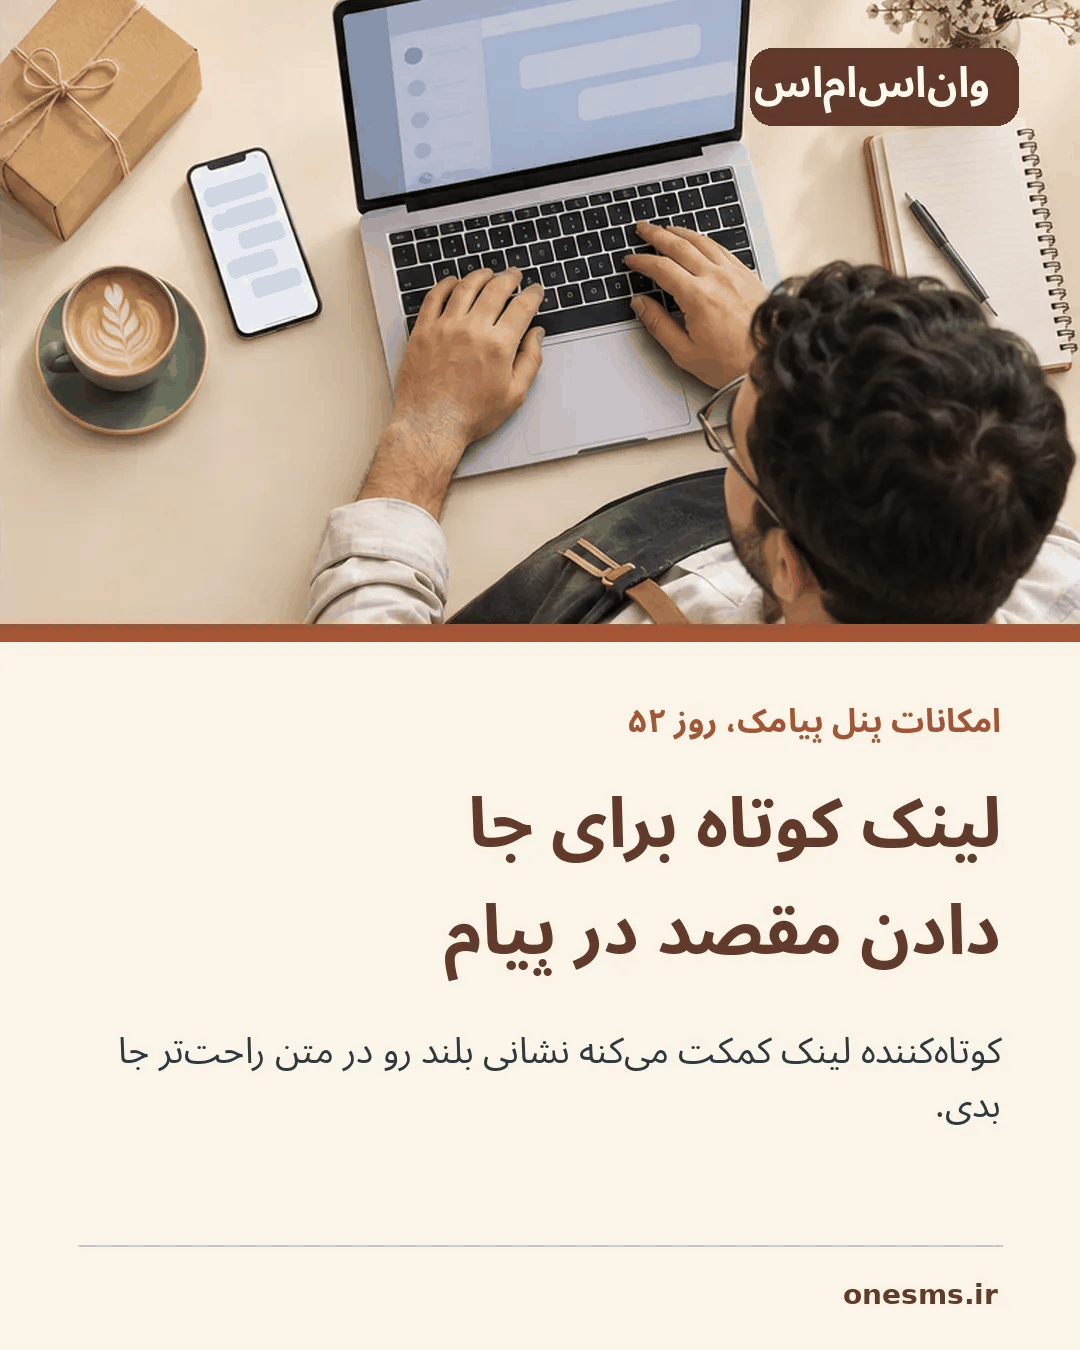 وان‌اس‌ام‌اس
امکانات پنل پیامک، روز ۵۲
لینک کوتاه برای جا
دادن مقصد در پیام
کوتاه‌کننده لینک کمکت می‌کنه نشانی بلند رو در متن راحت‌تر جا
بدی.
onesms.ir